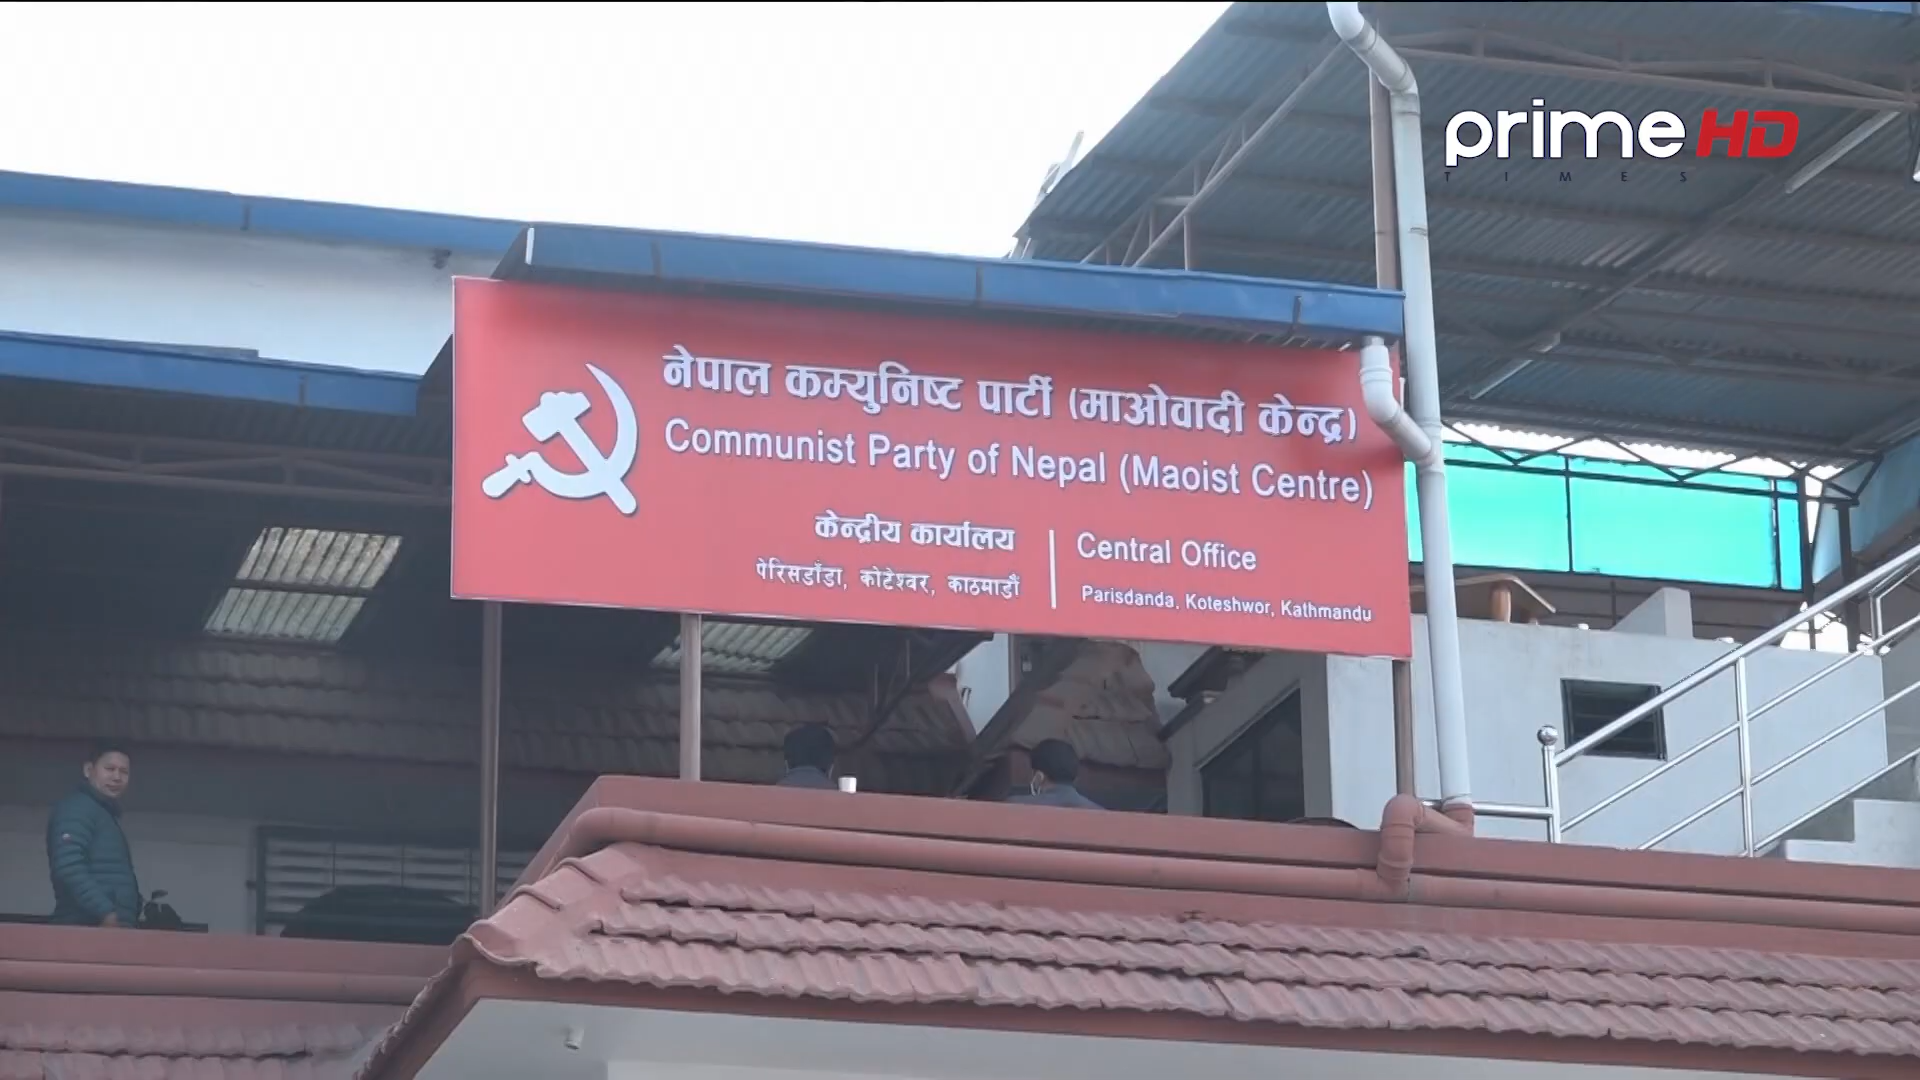 prime HD
TIMES
नेपाल कम्युनिष्ट पार्टी (माओवादी केन्द्र)
Communist Party of Nepal (Maoist Centre)
केन्द्रीय कार्यालय
पेरिसडाँडा, कोटेश्वर, काठमाडौं
Central Office
Parisdanda, Koteshwor, Kathmandu